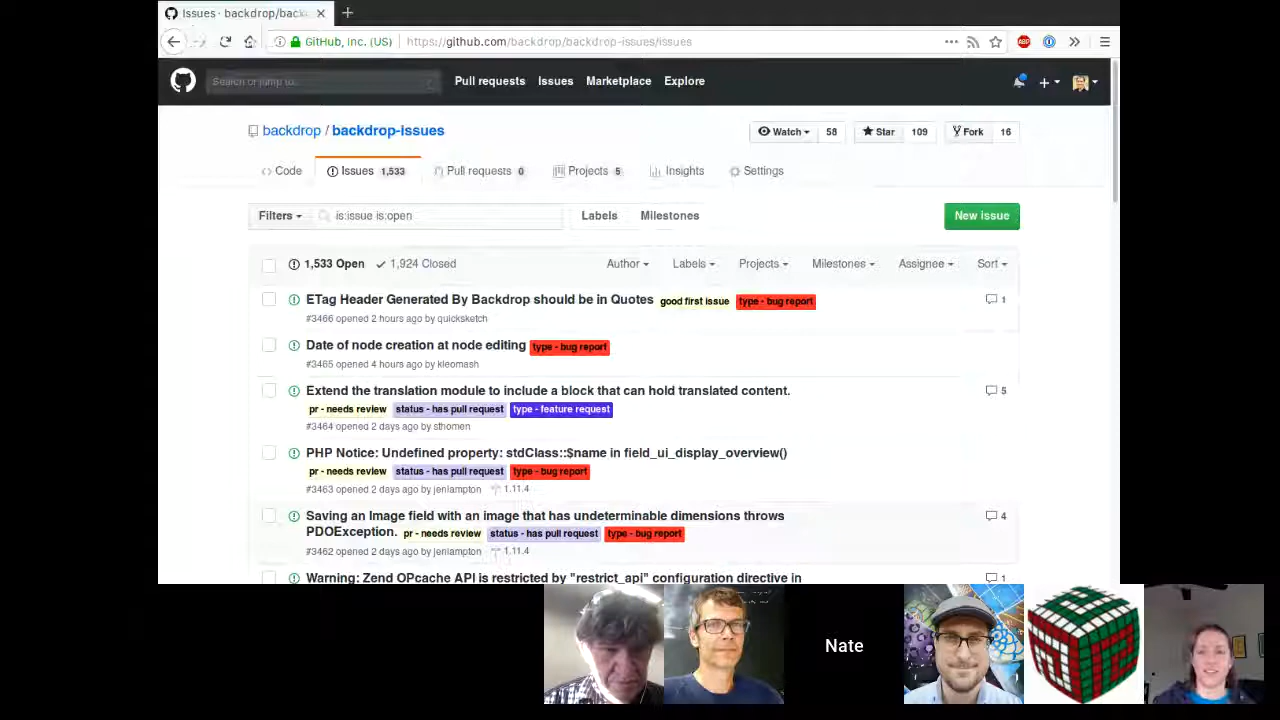 Issues · backdrop/back
GitHub, Inc. (US)
https://github.com/backdrop/backdrop-issues/issues
ABP
Search or jump to...
Pull requests
Issues
Marketplace
Explore
backdrop / backdrop-issues
Watch 58
Star 109
Fork 16
Code
Issues 1,533
Pull requests 0
Projects 5
Insights
Settings
Filters
is:issue is:open
Labels
Milestones
New issue
1,533 Open
1,924 Closed
Author
Labels
Projects
Milestones
Assignee
Sort
ETag Header Generated By Backdrop should be in Quotes good first issue type - bug report 1
#3466 opened 2 hours ago by quicksketch
Date of node creation at node editing type - bug report
#3465 opened 4 hours ago by kleomash
Extend the translation module to include a block that can hold translated content. 5
pr - needs review status - has pull request type - feature request
#3464 opened 2 days ago by sthomen
PHP Notice: Undefined property: stdClass::$name in field_ui_display_overview()
pr - needs review status - has pull request type - bug report
#3463 opened 2 days ago by jenlampton 1.11.4
Saving an Image field with an image that has undeterminable dimensions throws 4
PDOException. pr - needs review status - has pull request type - bug report
#3462 opened 2 days ago by jenlampton 1.11.4
Warning: Zend OPcache API is restricted by "restrict_api" configuration directive in 1
Nate